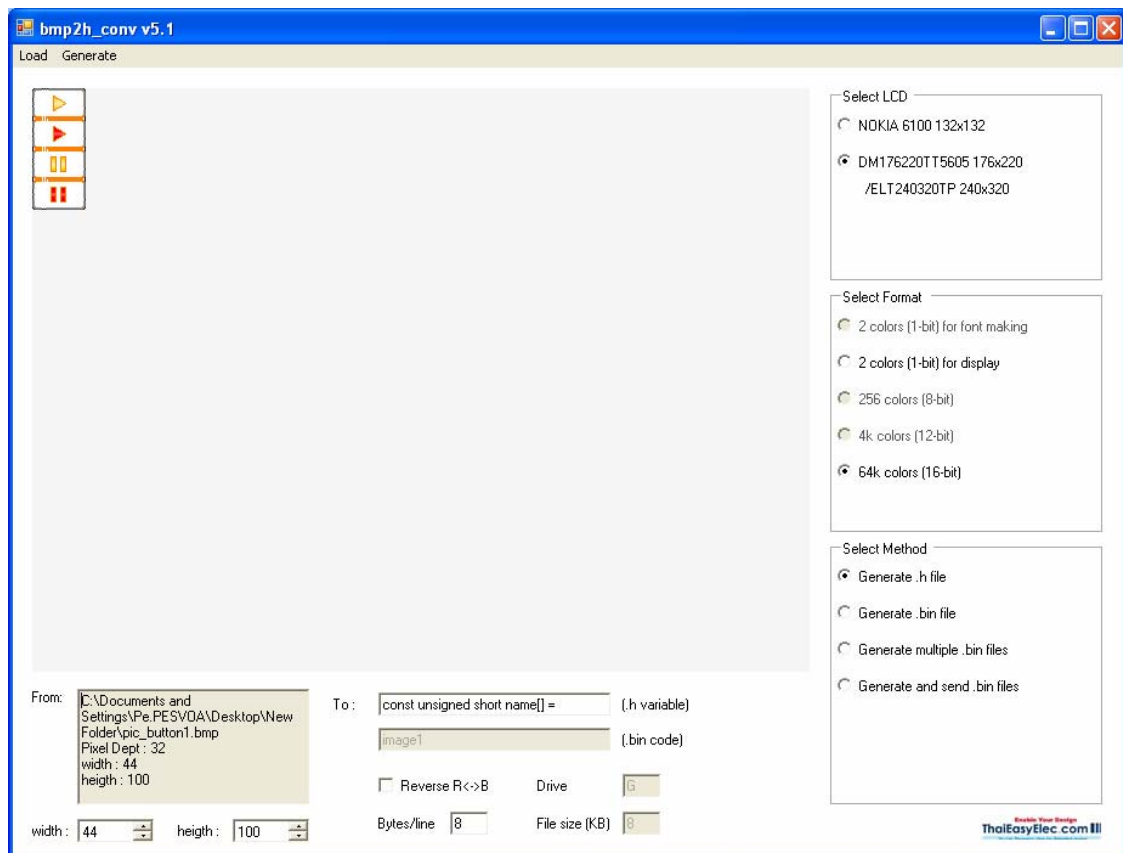 bmp2h_conv v5.1
Load Generate
Select LCD
NOKIA 6100 132x132
DM176220TT5605 176x220
/ELT240320TP 240x320
Select Format
2 colors (1-bit) for font making
2 colors (1-bit) for display
256 colors (8-bit)
4k colors (12-bit)
64k colors (16-bit)
Select Method
Generate .h file
Generate .bin file
Generate multiple .bin files
Generate and send .bin files
From:
C:\Documents and
Settings\Pe.PESVOA\Desktop\New
Folder\pic_button1.bmp
Pixel Dept : 32
width : 44
heigth : 100
width : 44 heigth : 100
To : const unsigned short name[] = (.h variable)
image1 (.bin code)
Reverse R<->B Drive G
Bytes/line 8 File size (KB) 8
Enable Your Design
ThaiEasyElec.com